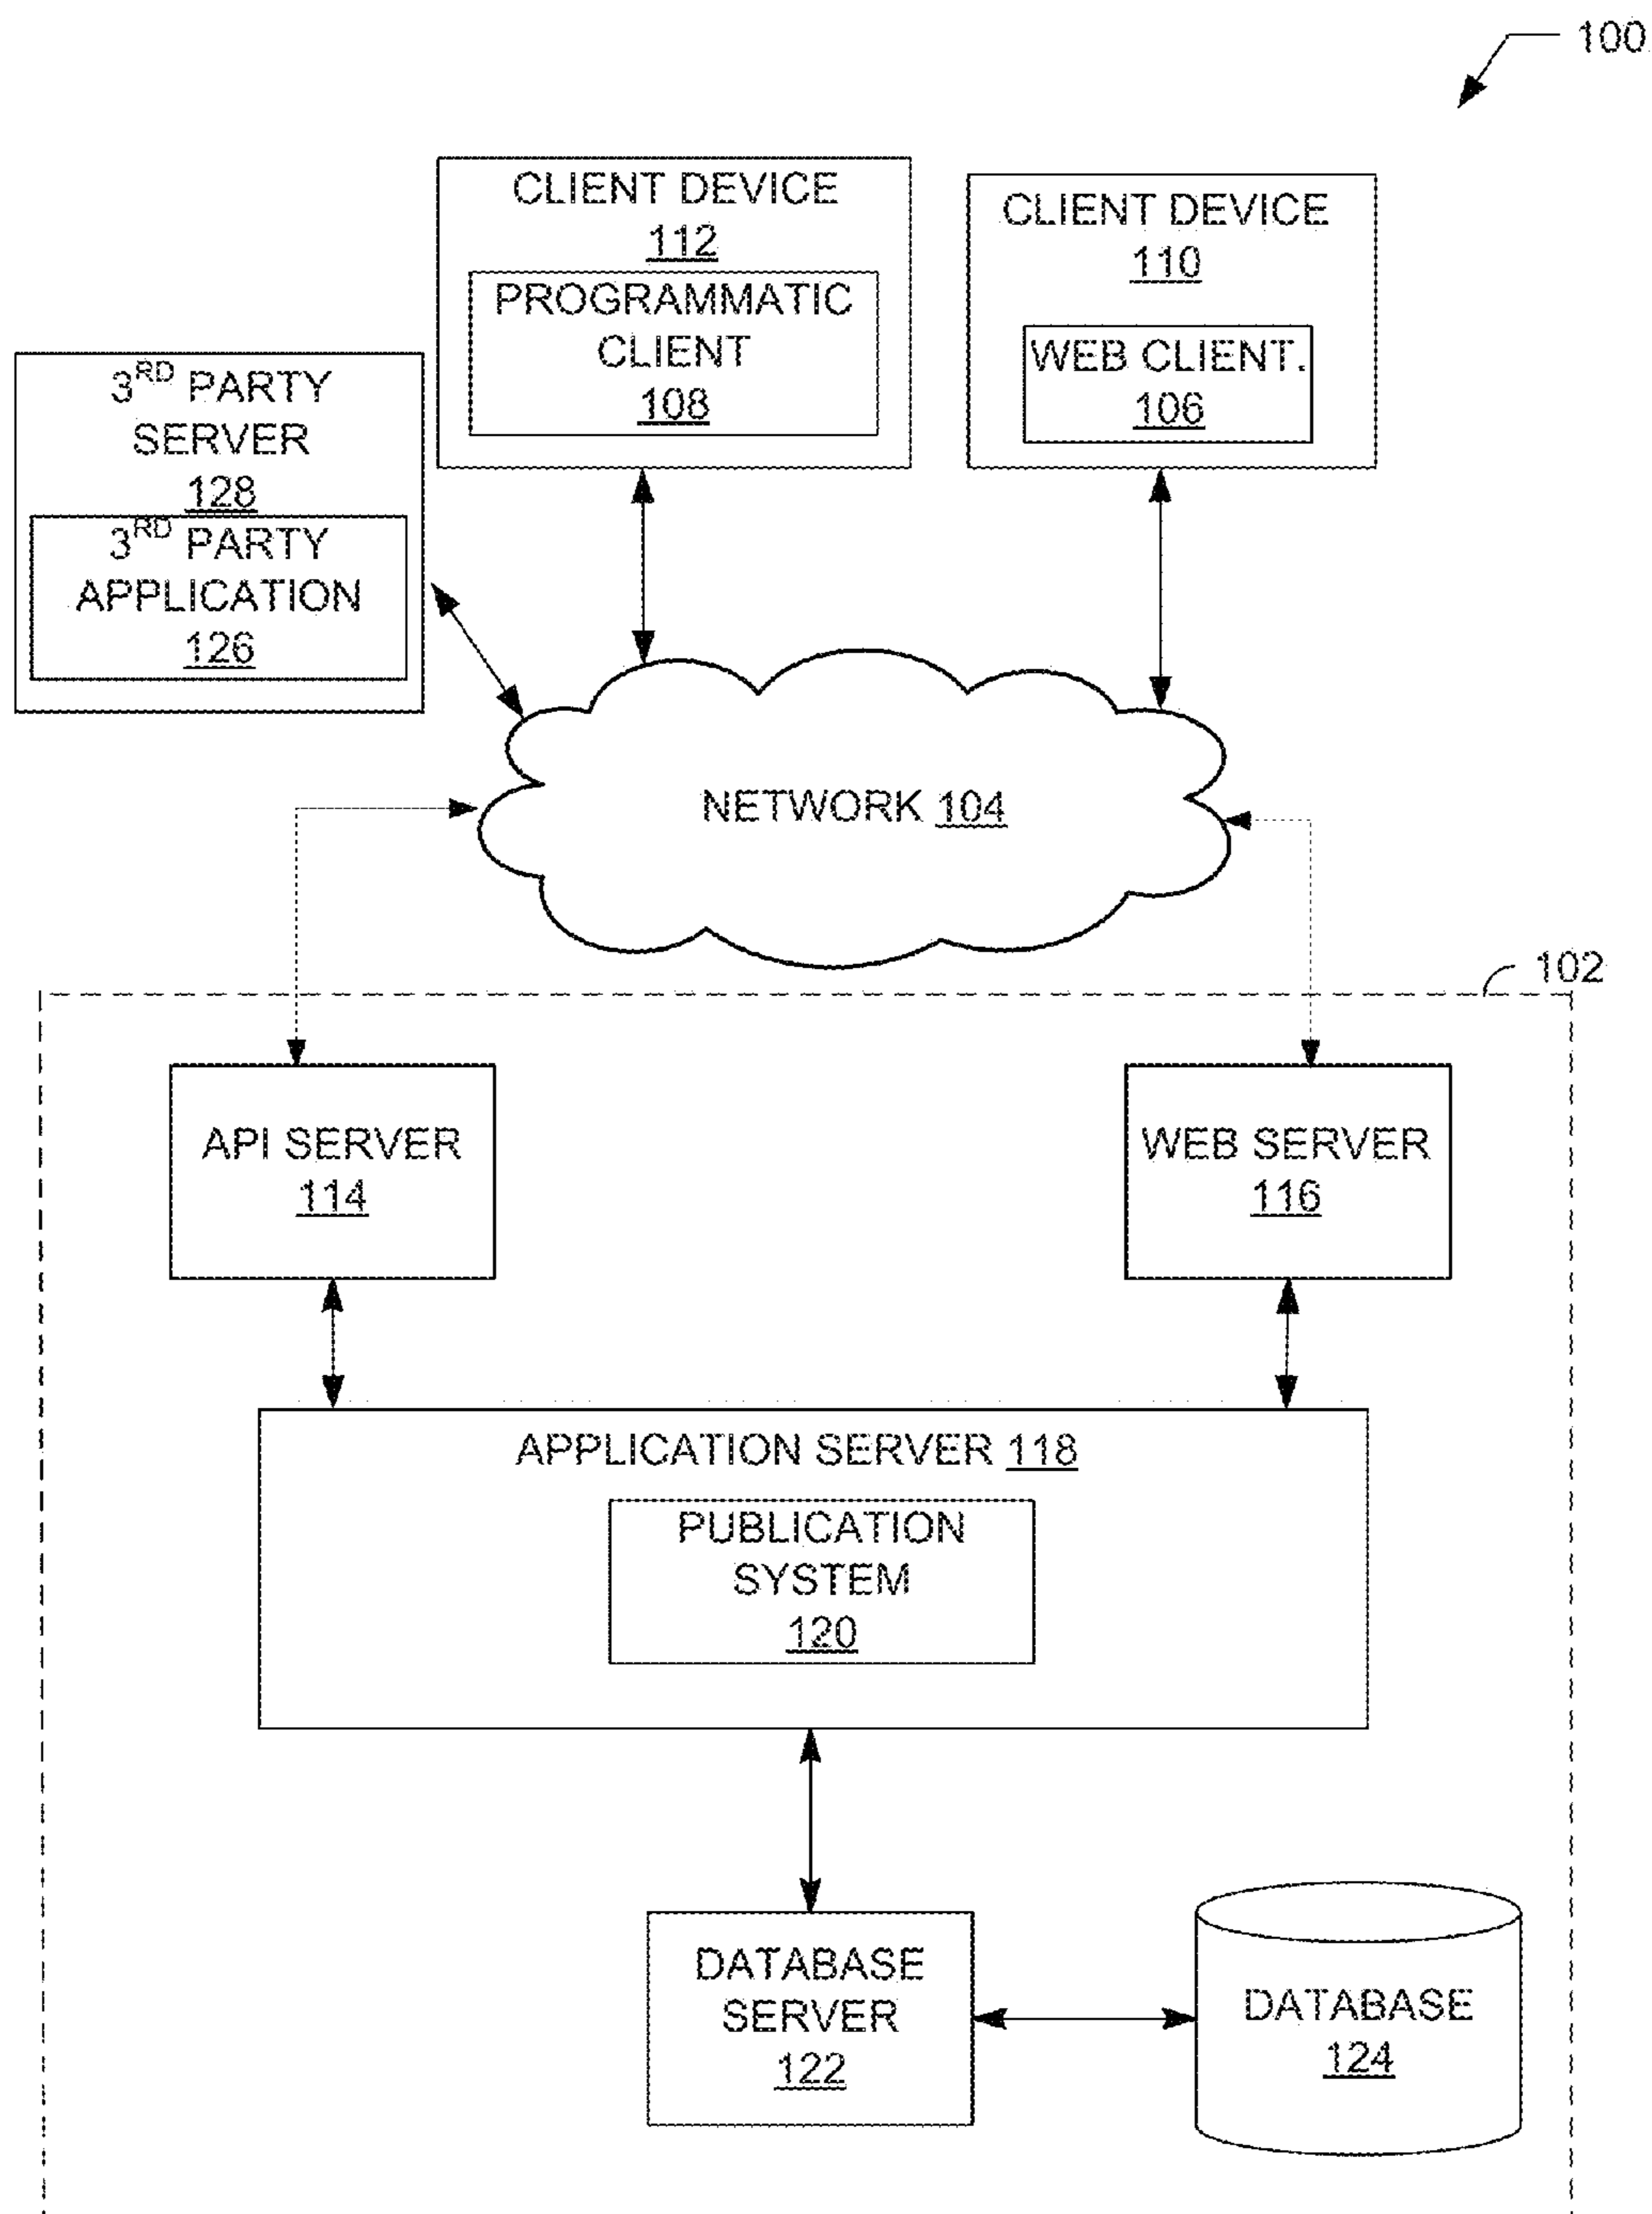 100
CLIENT DEVICE
112
PROGRAMMATIC
CLIENT
108
CLIENT DEVICE
110
WEB CLIENT.
106
3RD PARTY
SERVER
128
3RD PARTY
APPLICATION
126
NETWORK 104
102
API SERVER
114
WEB SERVER
116
APPLICATION SERVER 118
PUBLICATION
SYSTEM
120
DATABASE
SERVER
122
DATABASE
124